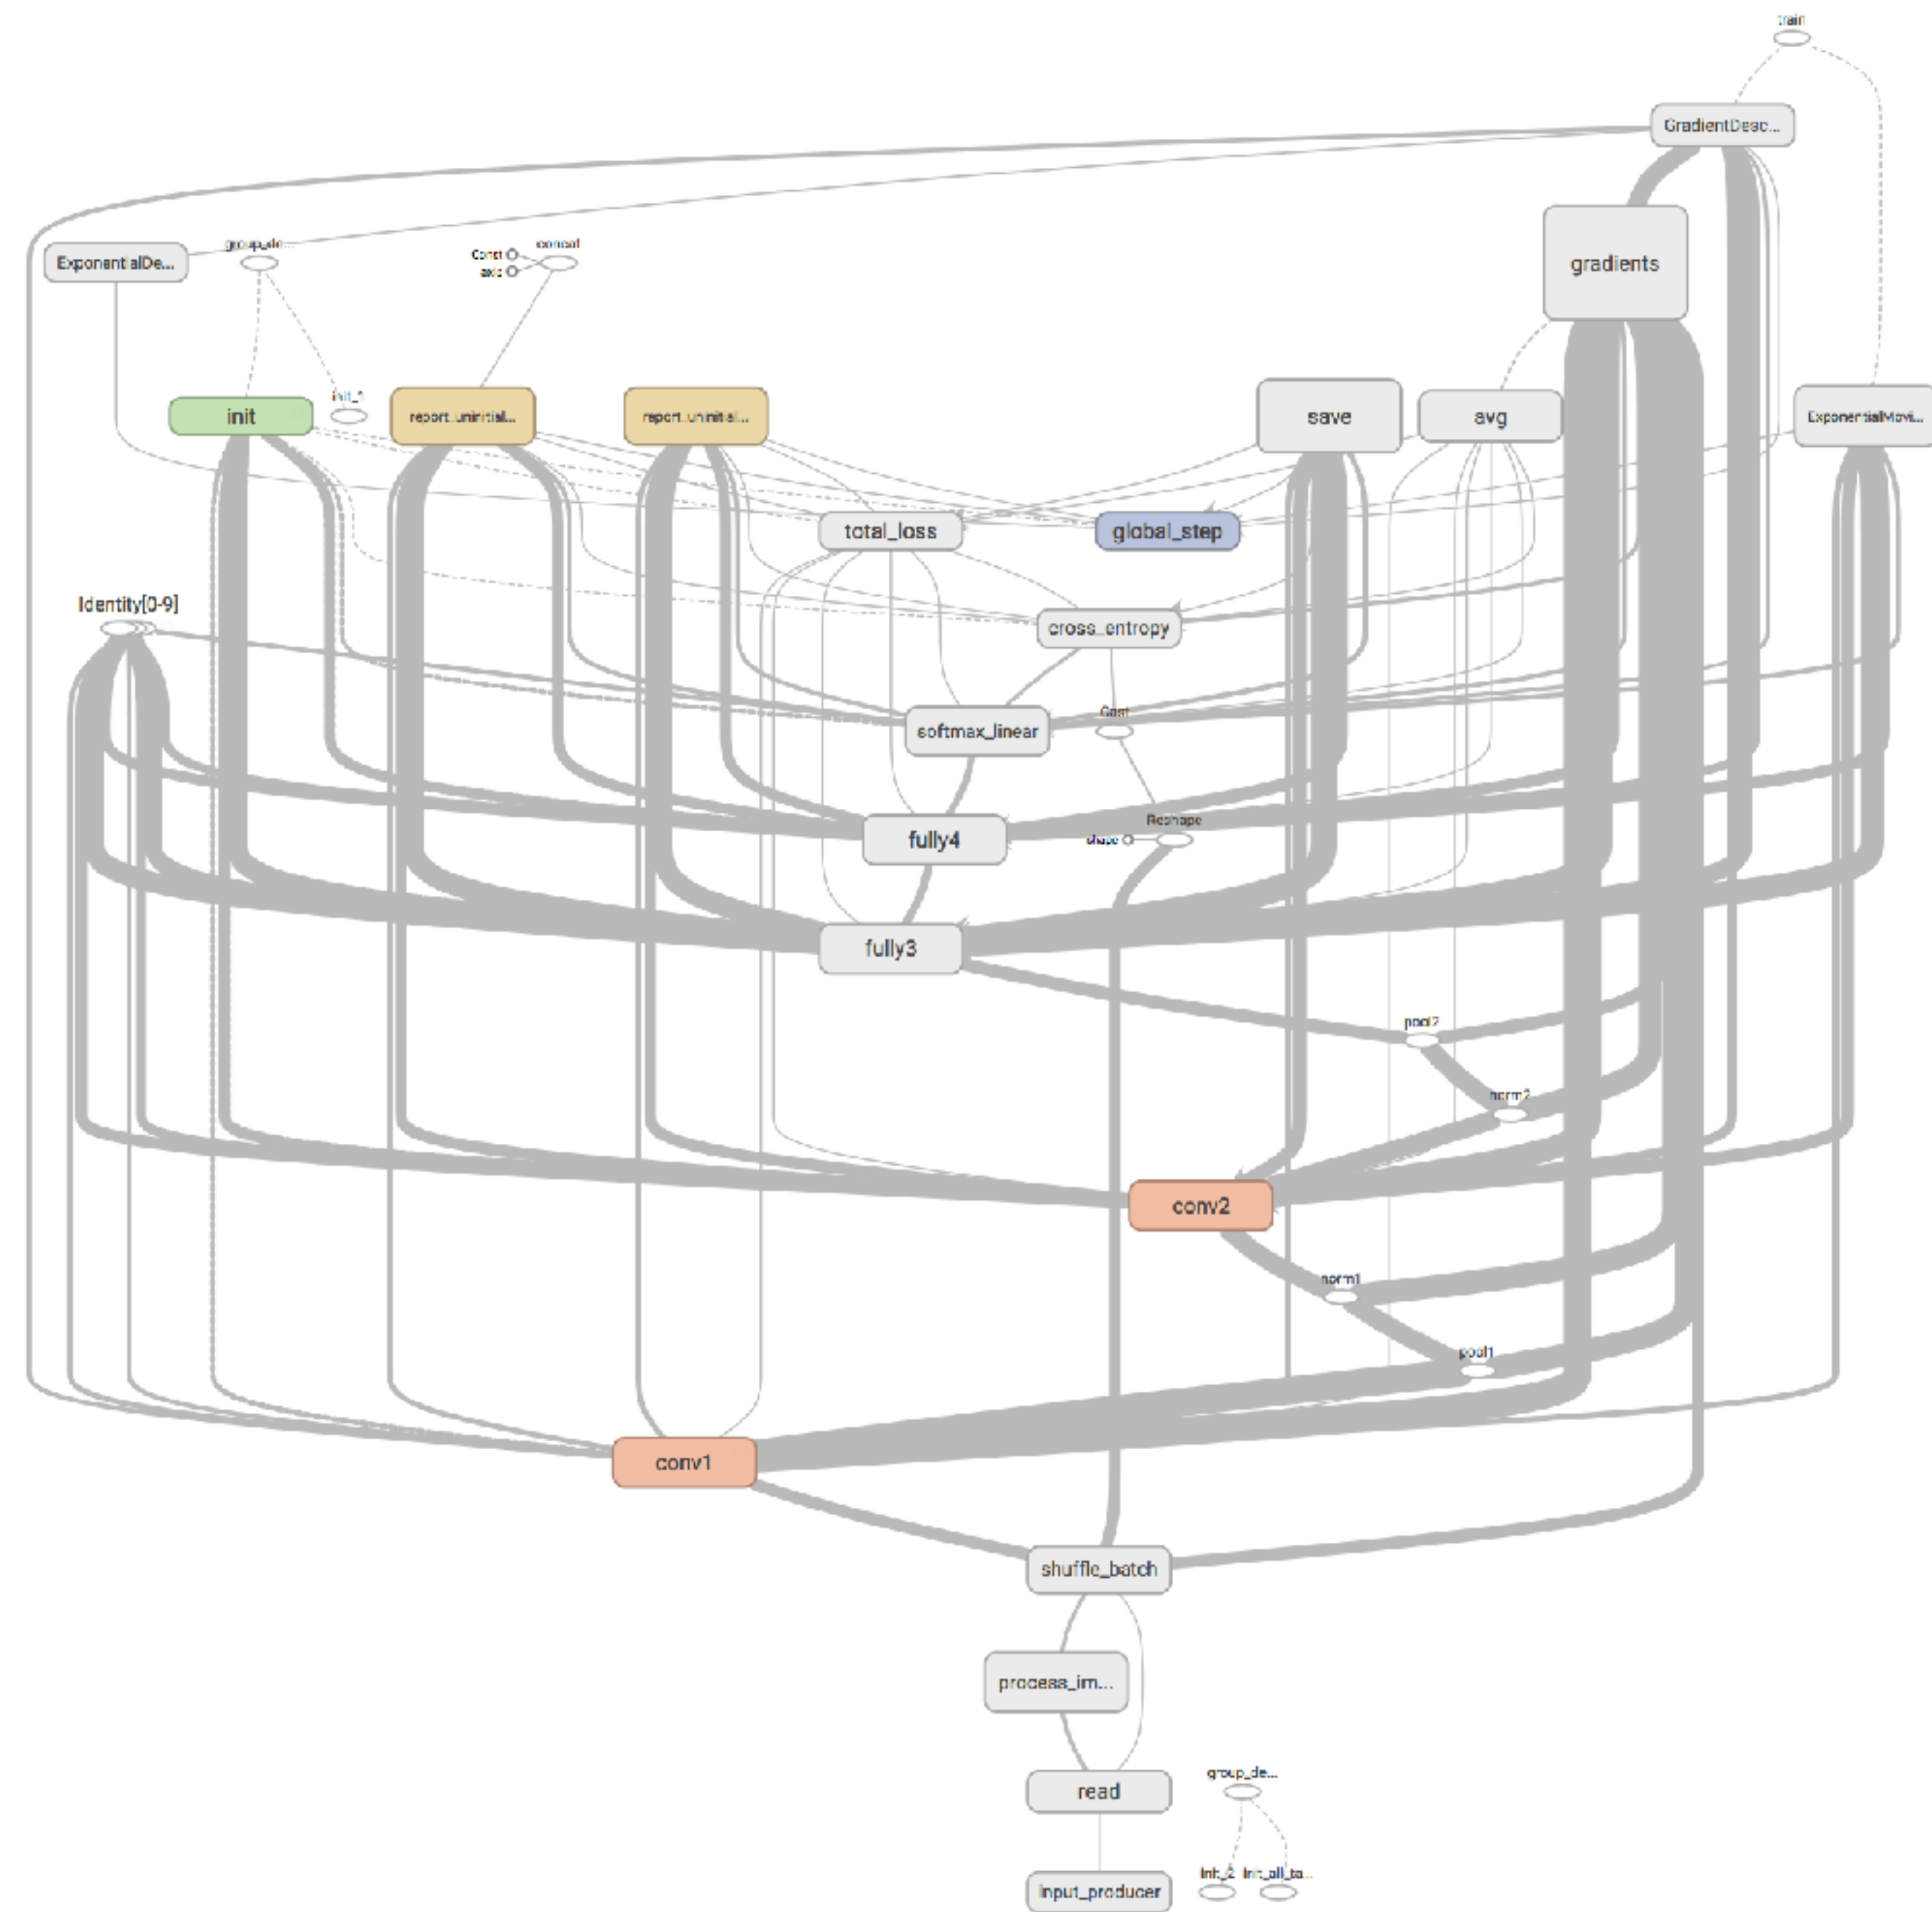 train
GradientDesc...
group_de...
concat
Const
axis
ExponentialDe...
gradients
init
init_1
report_uninitial...
report_uninitial...
save
avg
ExponentialMovi...
total_loss
global_step
Identity[0-9]
cross_entropy
softmax_linear
Cast
Reshape
shape
fully4
fully3
pool2
norm2
conv2
norm1
pool1
conv1
shuffle_batch
process_im...
read
group_de...
init_2
init_all_ta...
input_producer